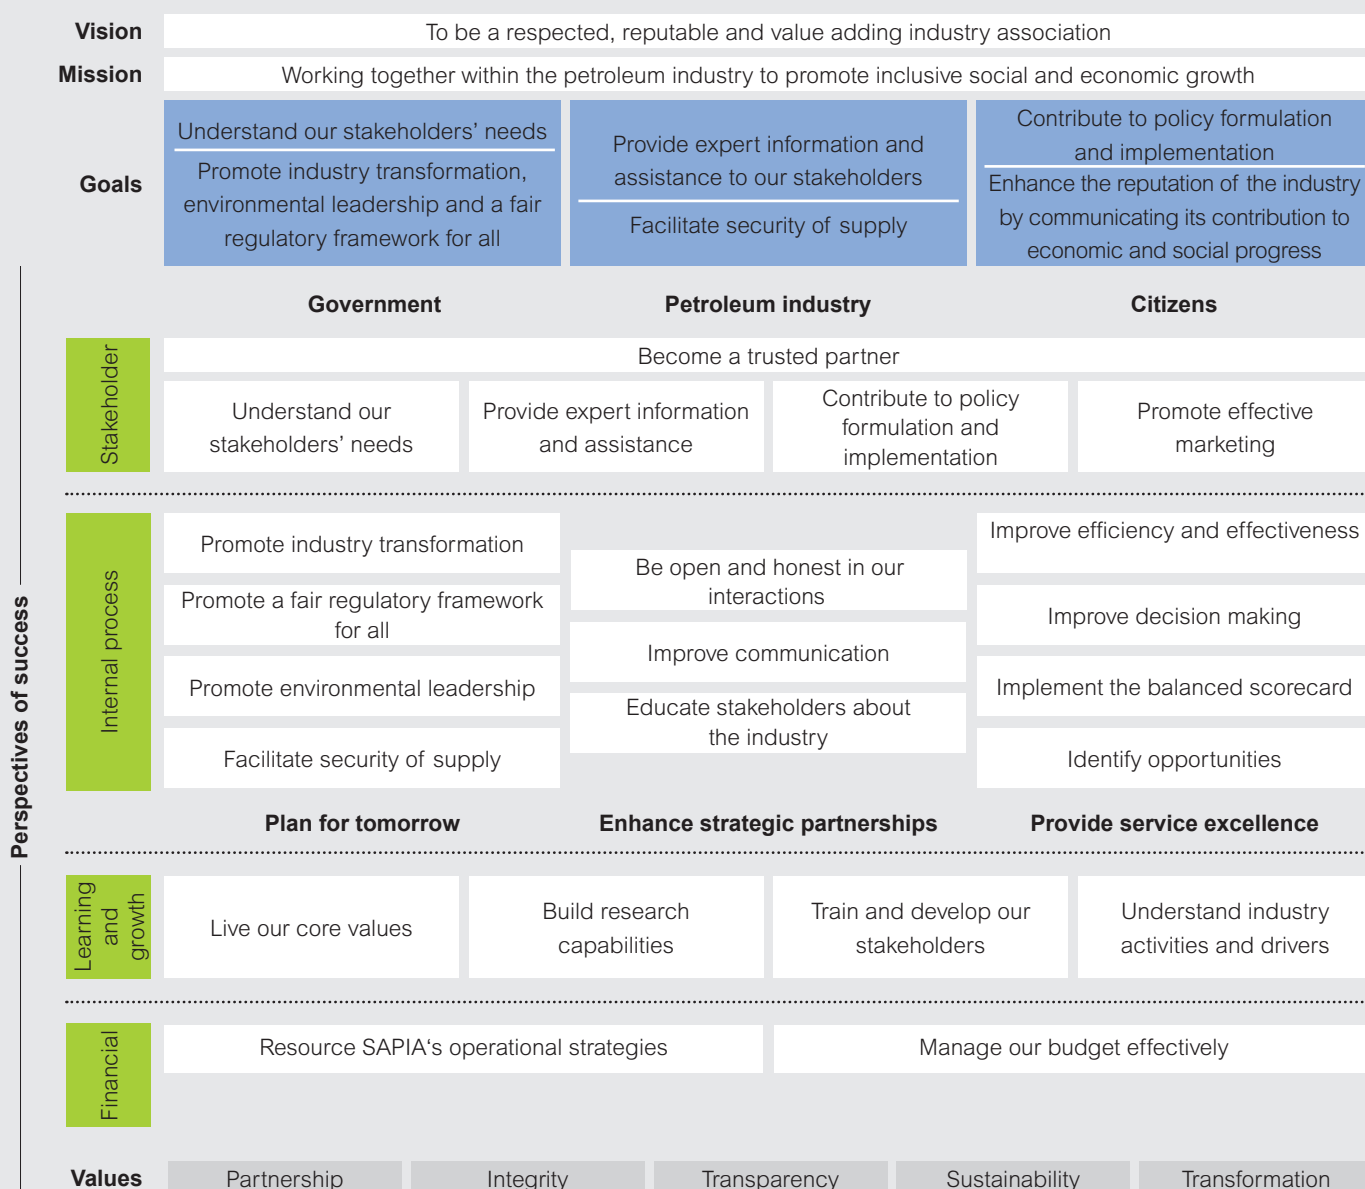 Vision
To be a respected, reputable and value adding industry association
Mission
Working together within the petroleum industry to promote inclusive social and economic growth
Goals
Understand our stakeholders’ needs
Promote industry transformation,
environmental leadership and a fair
regulatory framework for all
Provide expert information and
assistance to our stakeholders
Facilitate security of supply
Contribute to policy formulation
and implementation
Enhance the reputation of the industry
by communicating its contribution to
economic and social progress
Perspectives of success
Government
Petroleum industry
Citizens
Stakeholder
Become a trusted partner
Understand our
stakeholders’ needs
Provide expert information
and assistance
Contribute to policy
formulation and
implementation
Promote effective
marketing
Internal process
Promote industry transformation
Promote a fair regulatory framework
for all
Promote environmental leadership
Facilitate security of supply
Be open and honest in our
interactions
Improve communication
Educate stakeholders about
the industry
Improve efficiency and effectiveness
Improve decision making
Implement the balanced scorecard
Identify opportunities
Plan for tomorrow
Enhance strategic partnerships
Provide service excellence
Learning
and
growth
Live our core values
Build research
capabilities
Train and develop our
stakeholders
Understand industry
activities and drivers
Financial
Resource SAPIA‘s operational strategies
Manage our budget effectively
Values
Partnership
Integrity
Transparency
Sustainability
Transformation